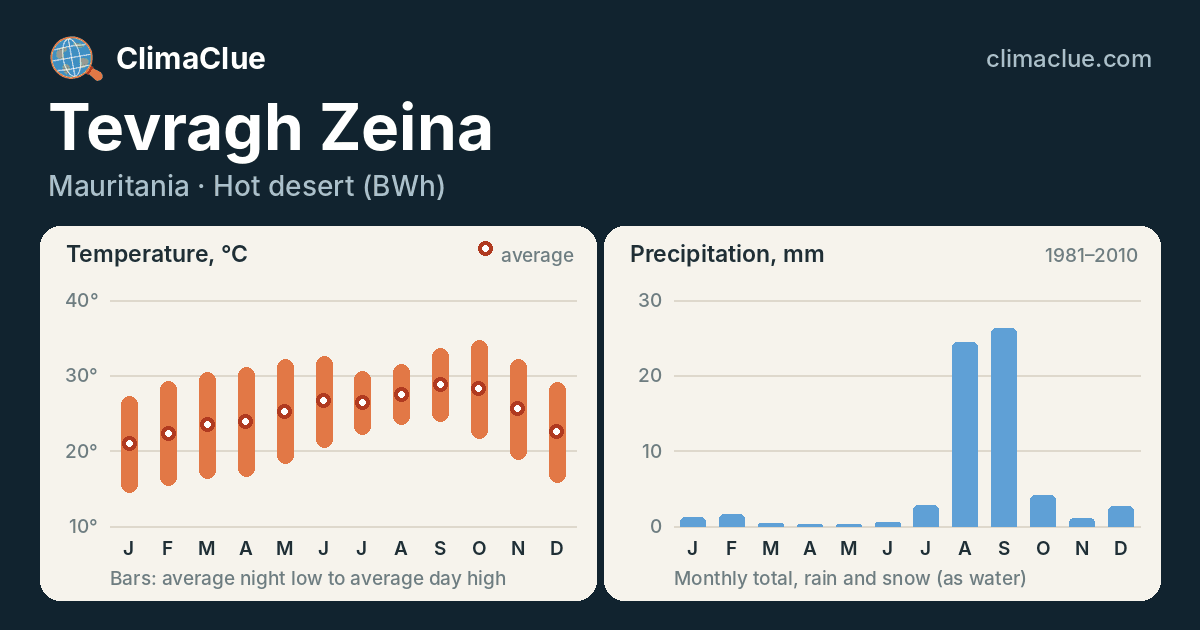 ClimaClue
climaclue.com
Tevragh Zeina
Mauritania · Hot desert (BWh)
Temperature, °C
average
40°
30°
20°
10°
J F M A M J J A S O N D
Bars: average night low to average day high
Precipitation, mm
1981–2010
30
20
10
0
J F M A M J J A S O N D
Monthly total, rain and snow (as water)